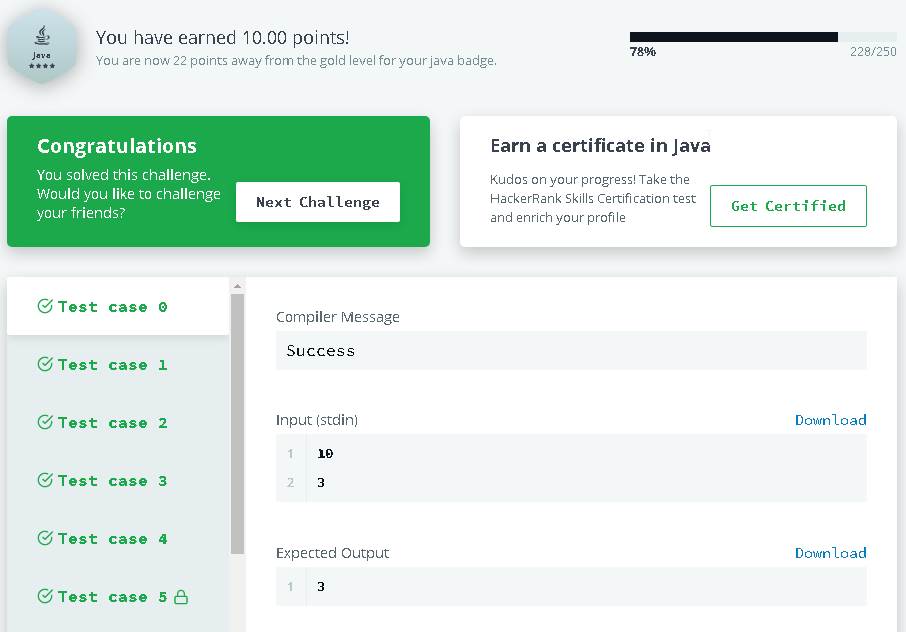 Java
You have earned 10.00 points!
You are now 22 points away from the gold level for your java badge.
78%
228/250
Congratulations
You solved this challenge.
Would you like to challenge
your friends?
Next Challenge
Earn a certificate in Java
Kudos on your progress! Take the
HackerRank Skills Certification test
and enrich your profile
Get Certified
Test case 0
Test case 1
Test case 2
Test case 3
Test case 4
Test case 5
Compiler Message
Success
Input (stdin)
Download
1 10
2 3
Expected Output
Download
1 3